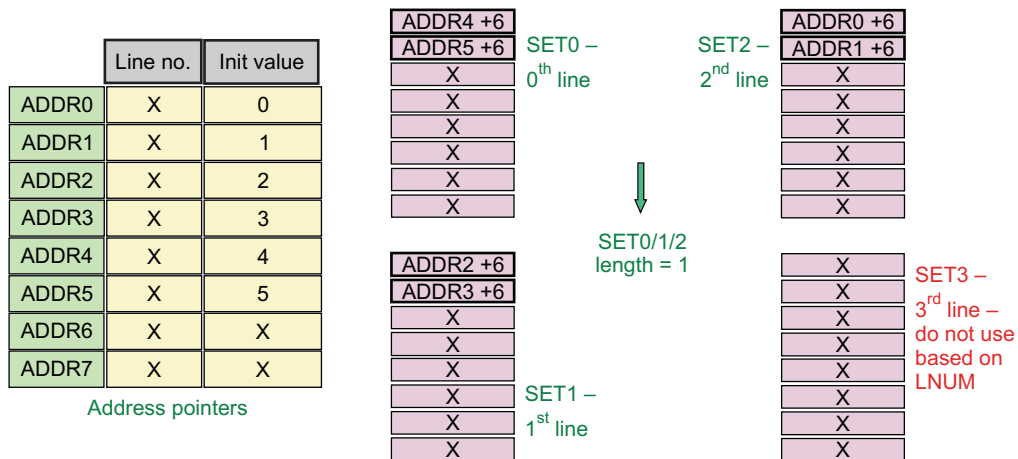 Line no. Init value
ADDR0 X 0
ADDR1 X 1
ADDR2 X 2
ADDR3 X 3
ADDR4 X 4
ADDR5 X 5
ADDR6 X X
ADDR7 X X
Address pointers
ADDR4 +6
ADDR5 +6
X
X
X
X
X
X
SET0 –
0th line
ADDR2 +6
ADDR3 +6
X
X
X
X
X
X
SET1 –
1st line
SET0/1/2
length = 1
ADDR0 +6
ADDR1 +6
X
X
X
X
X
X
SET2 –
2nd line
X
X
X
X
X
X
X
X
SET3 –
3rd line –
do not use
based on
LNUM